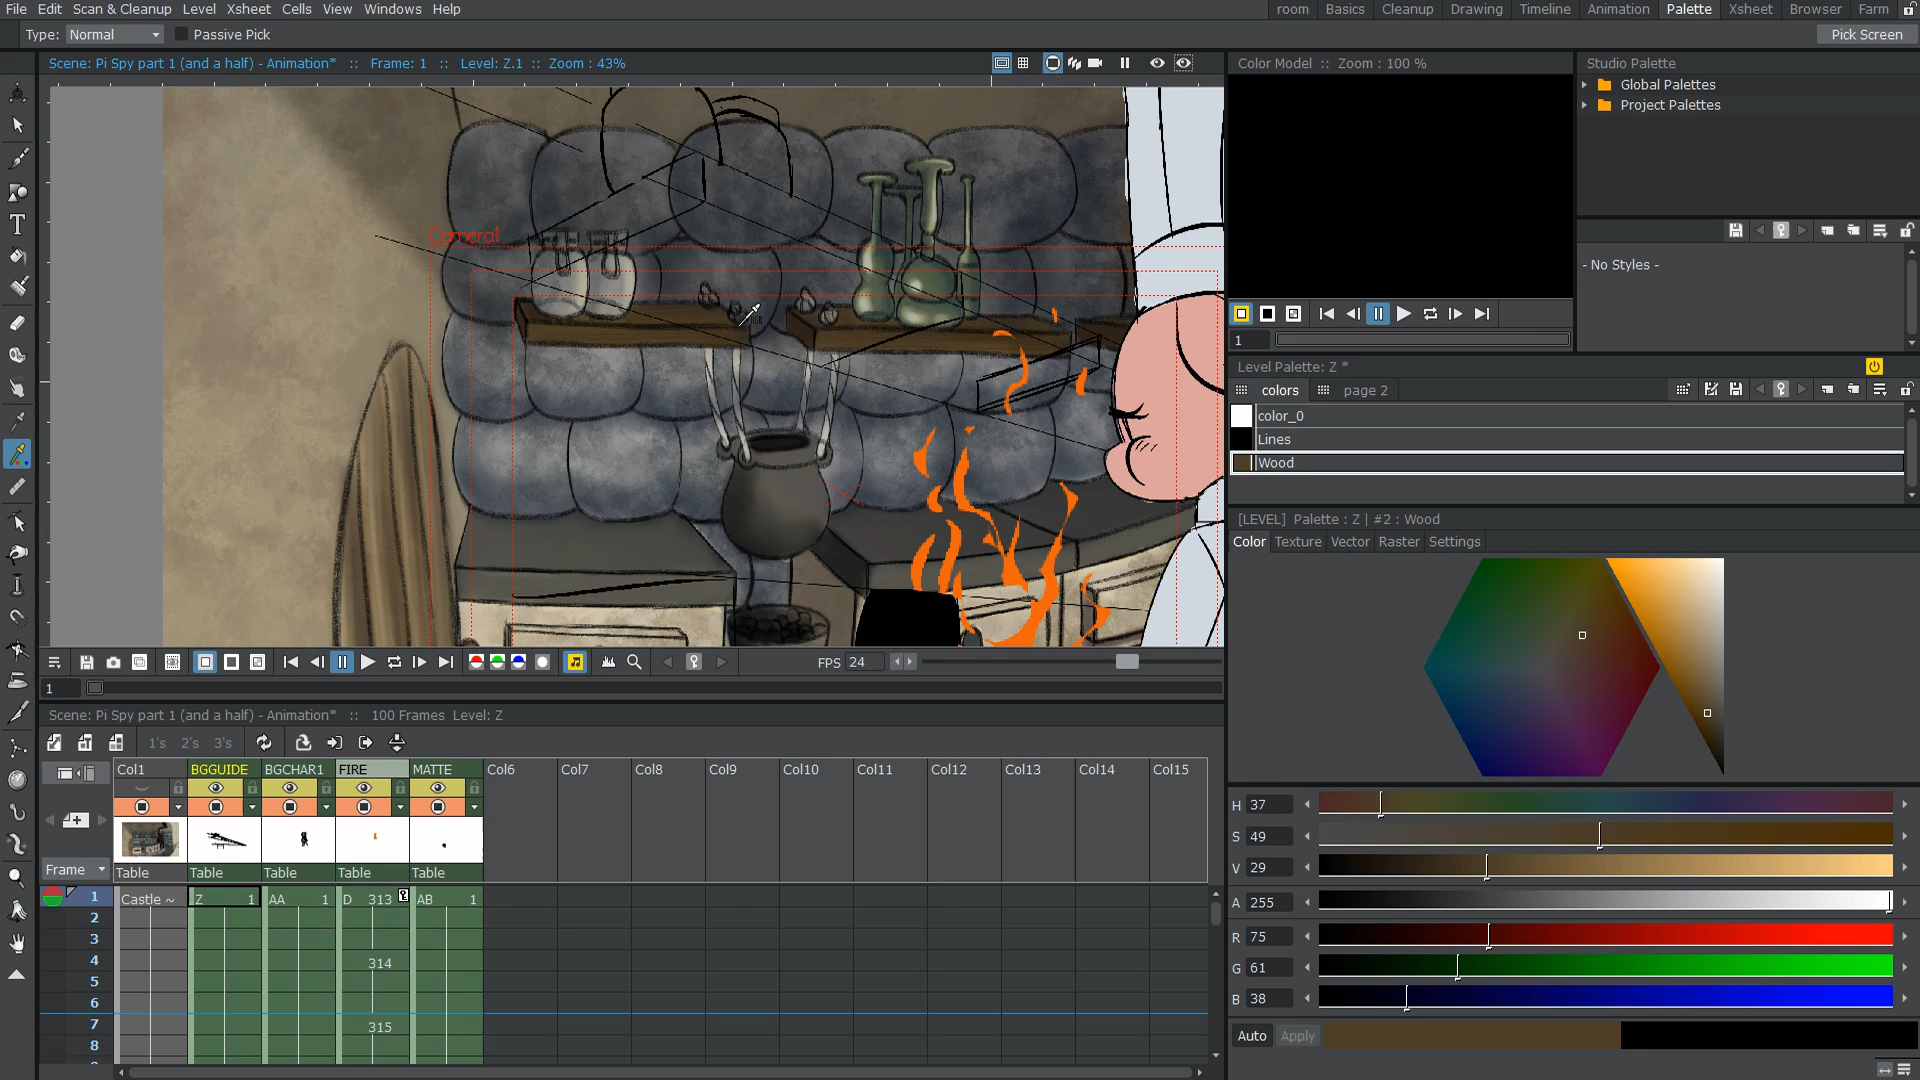 File Edit Scan & Cleanup Level Xsheet Cells View Windows Help room Basics Cleanup Drawing Timeline Animation Palette Xsheet Browser Farm
Type: Normal Passive Pick Pick Screen
Scene: Pi Spy part 1 (and a half) - Animation* :: Frame: 1 :: Level: Z.1 :: Zoom : 43%
Color Model :: Zoom : 100 %
Studio Palette
Global Palettes
Project Palettes
Camera1
- No Styles -
1
Level Palette: Z *
colors page 2
color_0
Lines
Wood
[LEVEL] Palette : Z | #2 : Wood
Color Texture Vector Raster Settings
FPS 24
1
Scene: Pi Spy part 1 (and a half) - Animation* :: 100 Frames Level: Z
1's 2's 3's
Col1 BGGUIDE BGCHAR1 FIRE MATTE Col6 Col7 Col8 Col9 Col10 Col11 Col12 Col13 Col14 Col15
Frame Table Table Table Table Table
1 Castle ~ Z 1 AA 1 D 313 AB 1
2
3
4 314
5
6
7 315
8
H 37
S 49
V 29
A 255
R 75
G 61
B 38
Auto Apply